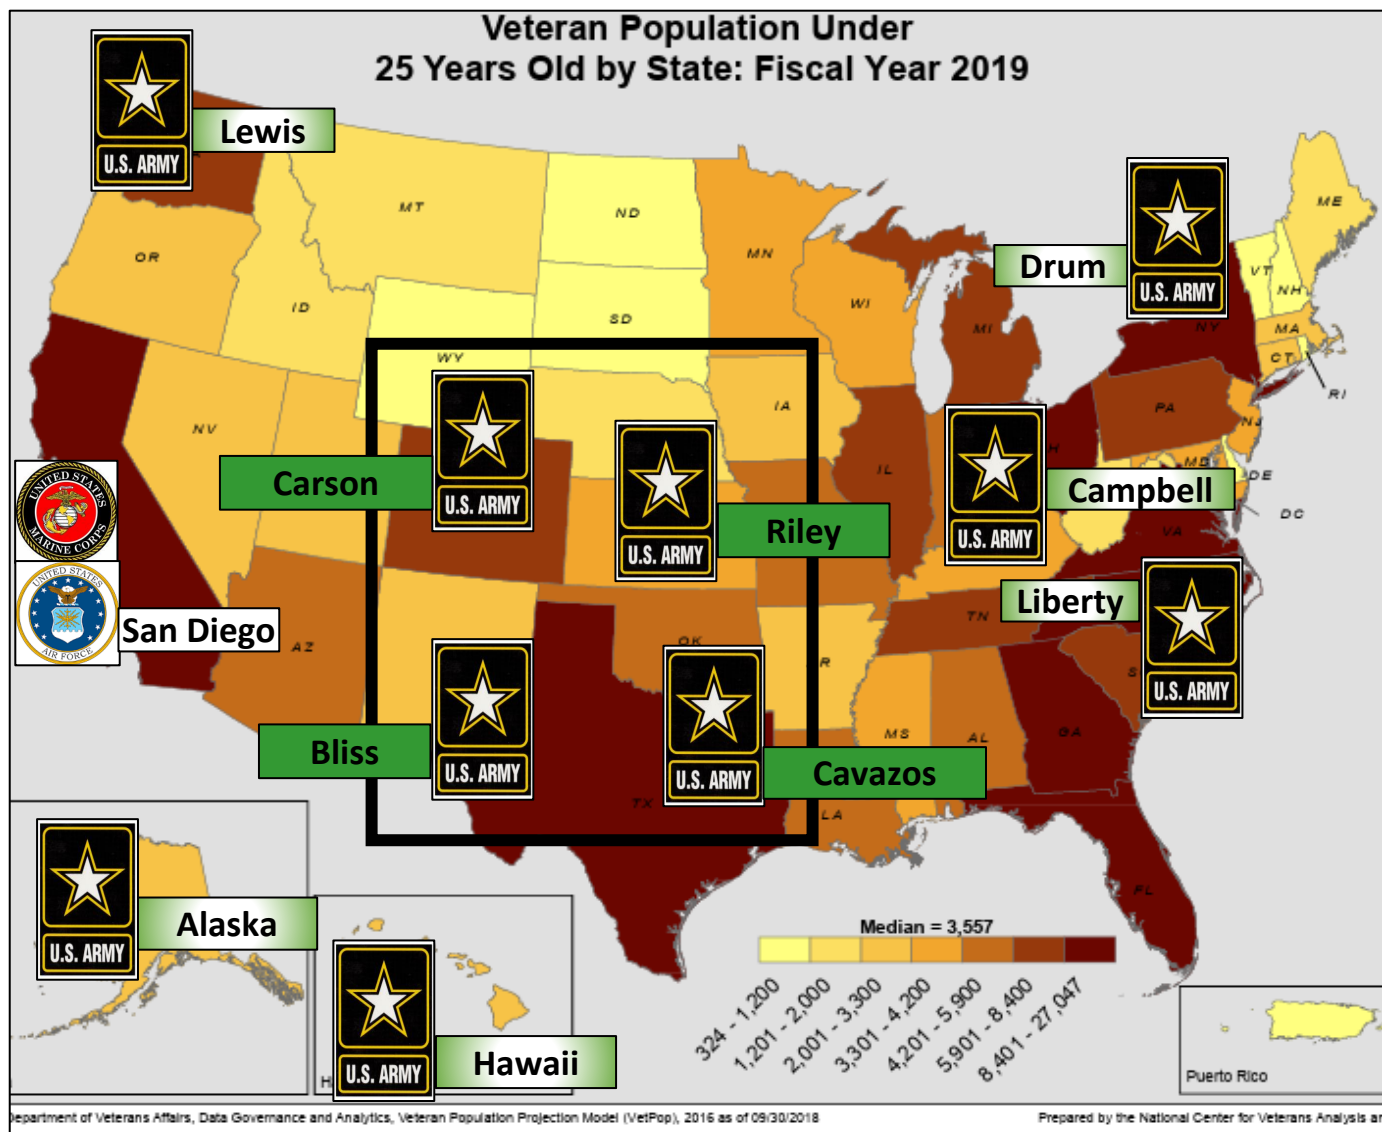 Veteran Population Under
25 Years Old by State: Fiscal Year 2019
U.S. ARMY
Lewis
MT
ND
MN
ME
OR
ID
SD
WI
MI
Drum
U.S. ARMY
VT
NH
NY
MA
CT
RI
WY
IA
NV
PA
NJ
IL
H
MD
DE
DC
Carson
U.S. ARMY
Riley
U.S. ARMY
Campbell
U.S. ARMY
VA
UNITED STATES
MARINE CORPS
UNITED STATES
AIR FORCE
San Diego
AZ
OK
R
TN
Liberty
S
U.S. ARMY
Bliss
U.S. ARMY
Cavazos
U.S. ARMY
MS
AL
GA
TX
LA
FL
Alaska
U.S. ARMY
Hawaii
U.S. ARMY
H
Median = 3,557
324 - 1,200
1,201 - 2,000
2,001 - 3,300
3,301 - 4,200
4,201 - 5,900
5,901 - 8,400
8,401 - 27,047
Puerto Rico
Department of Veterans Affairs, Data Governance and Analytics, Veteran Population Projection Model (VetPop), 2016 as of 09/30/2018
Prepared by the National Center for Veterans Analysis an